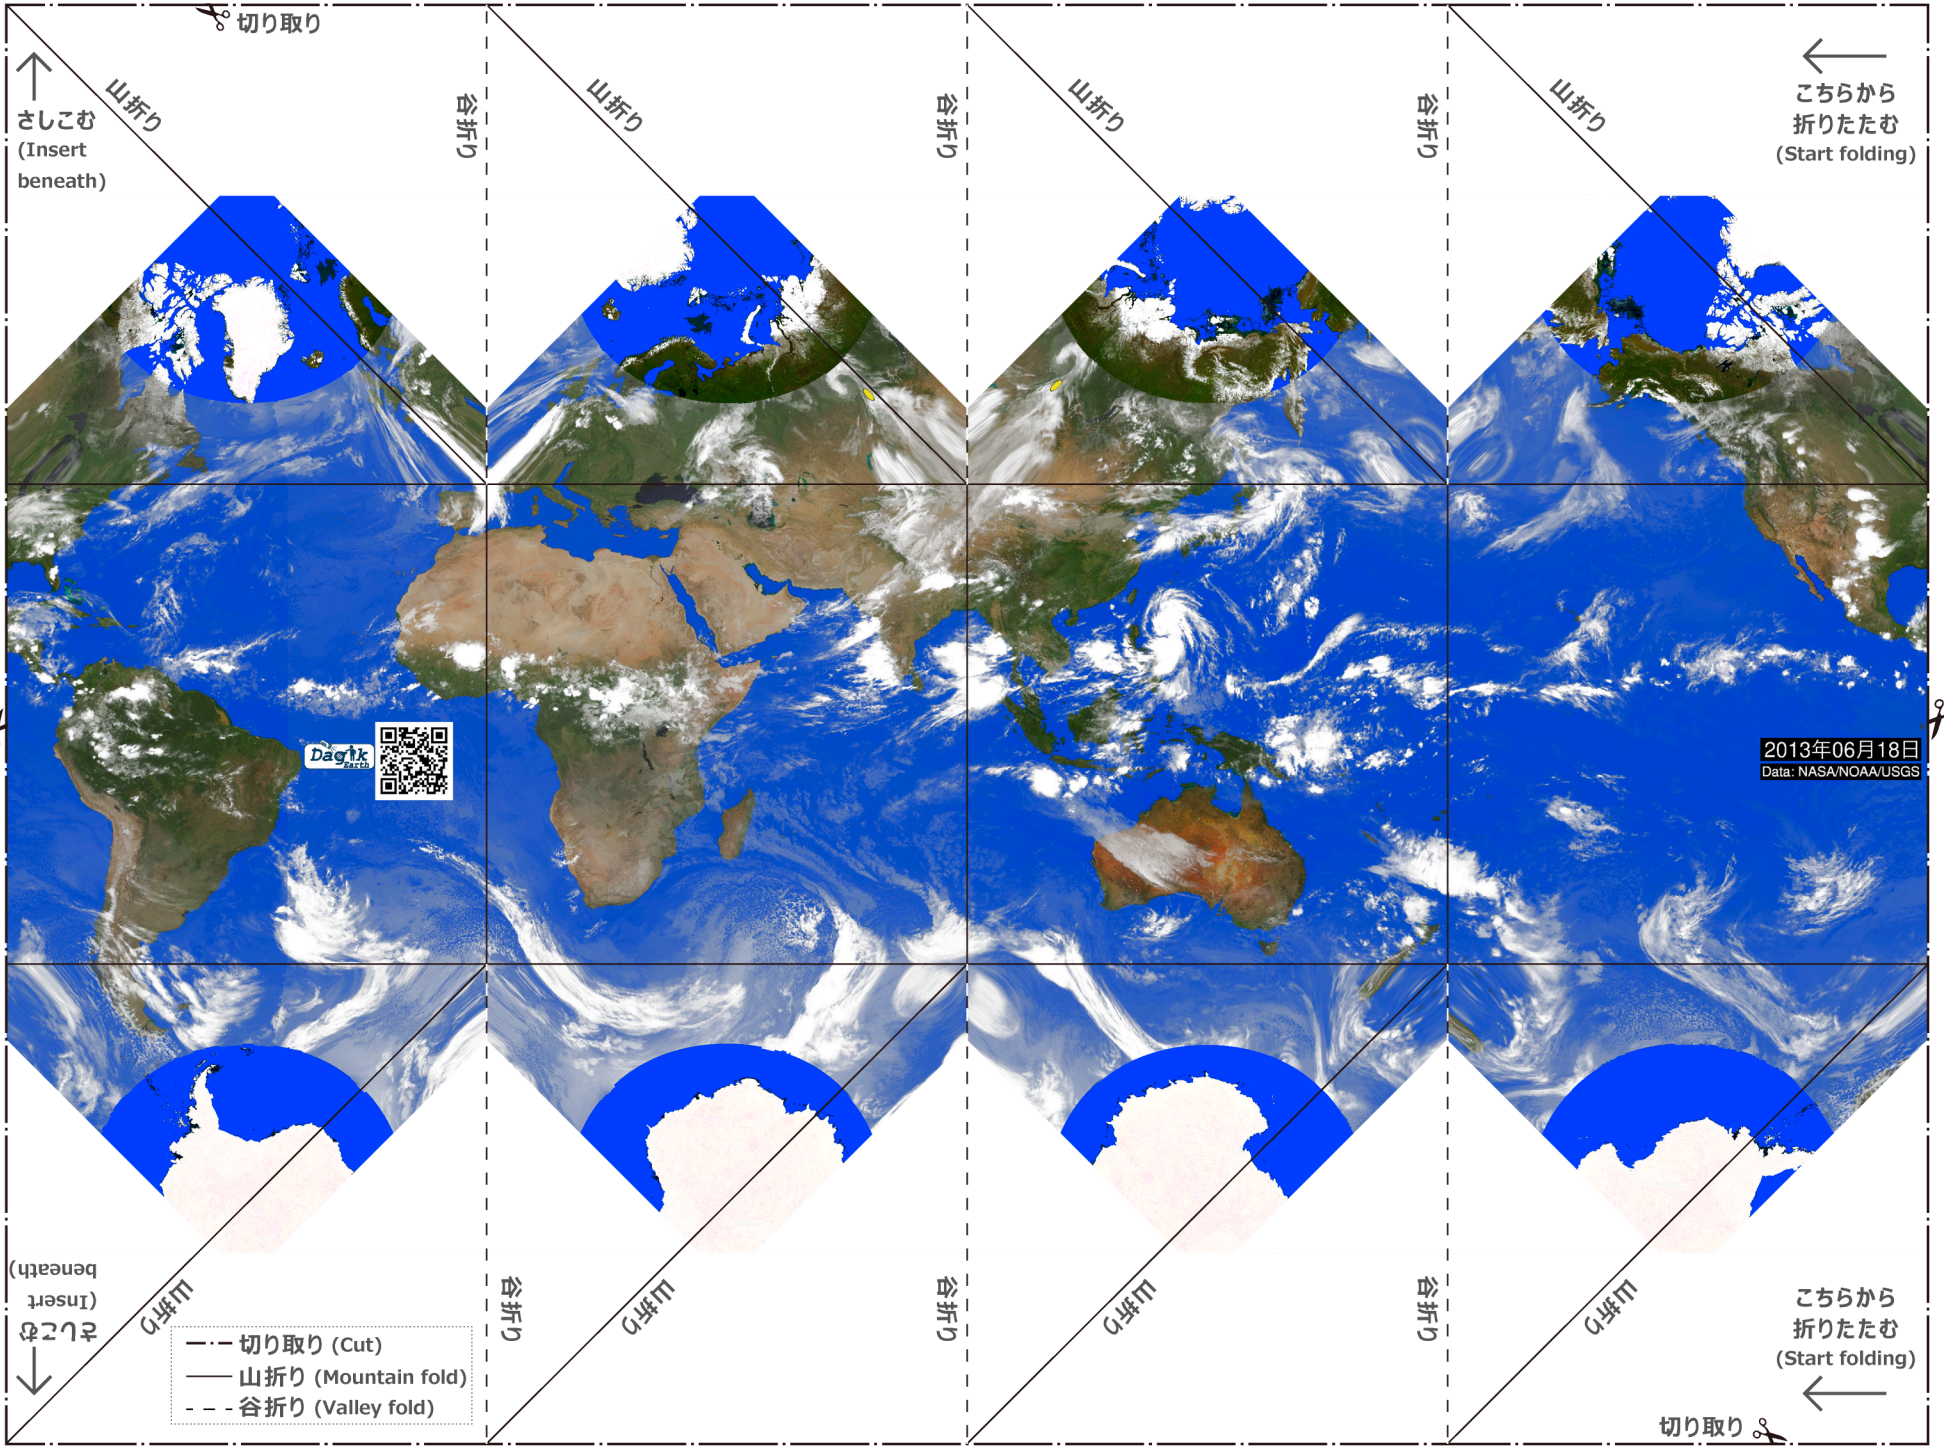 切り取り
さしこむ
(Insert
beneath)
山折り
谷折り
山折り
谷折り
山折り
谷折り
山折り
こちらから
折りたたむ
(Start folding)
Dagik
Earth
2013年06月18日
Data: NASA/NOAA/USGS
さしこむ
(Insert
beneath)
山折り
谷折り
山折り
谷折り
山折り
谷折り
山折り
こちらから
折りたたむ
(Start folding)
切り取り (Cut)
山折り (Mountain fold)
谷折り (Valley fold)
切り取り